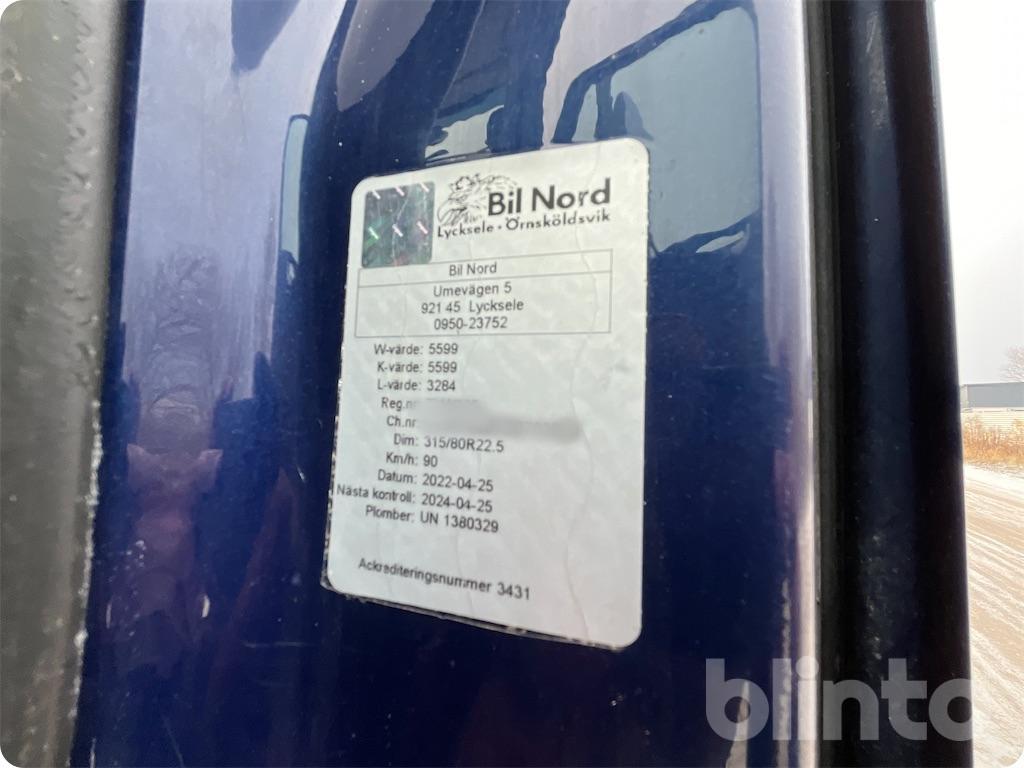 Bil Nord
Lycksele • Örnsköldsvik
Bil Nord
Umevägen 5
921 45 Lycksele
0950-23752
W-värde: 5599
K-värde: 5599
L-värde: 3284
Reg.nr
Ch.nr
Dim: 315/80R22.5
Km/h: 90
Datum: 2022-04-25
Nästa kontroll: 2024-04-25
Plomber: UN 1380329
Ackrediteringsnummer 3431
blinto